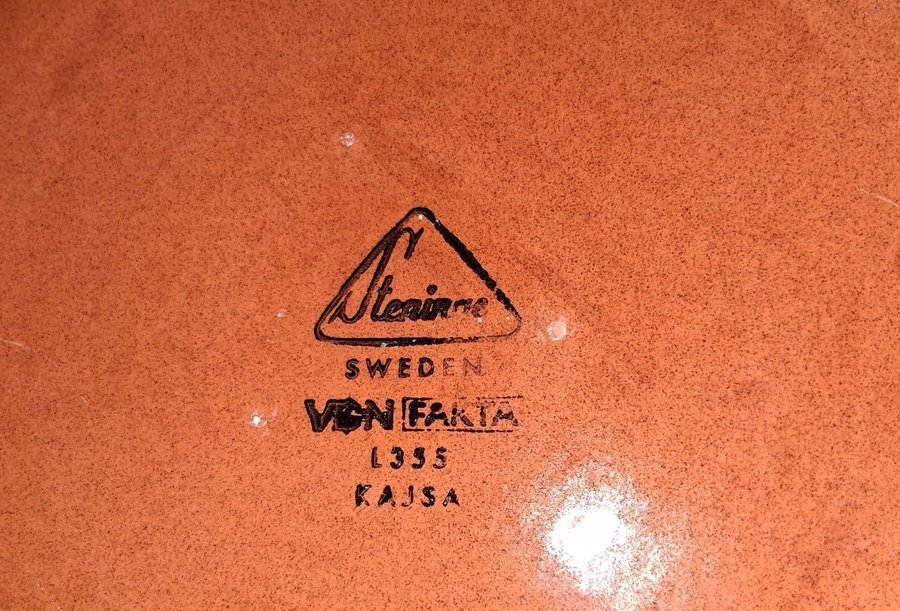 Steninge
SWEDEN
VDN FAKTA
L355
KAJSA